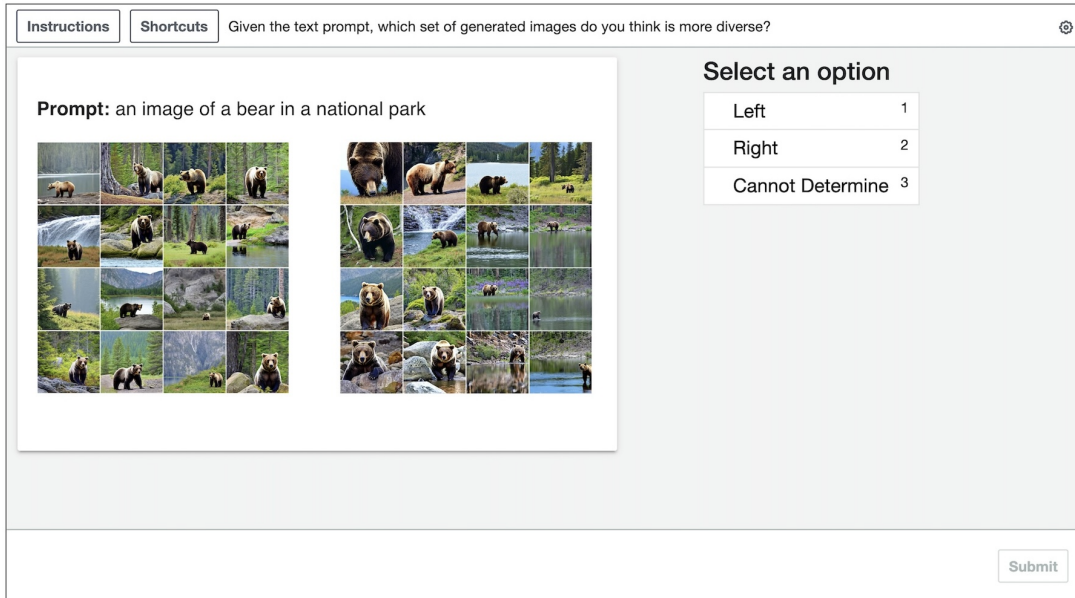 Instructions
Shortcuts
Given the text prompt, which set of generated images do you think is more diverse?
Prompt: an image of a bear in a national park
Select an option
Left 1
Right 2
Cannot Determine 3
Submit